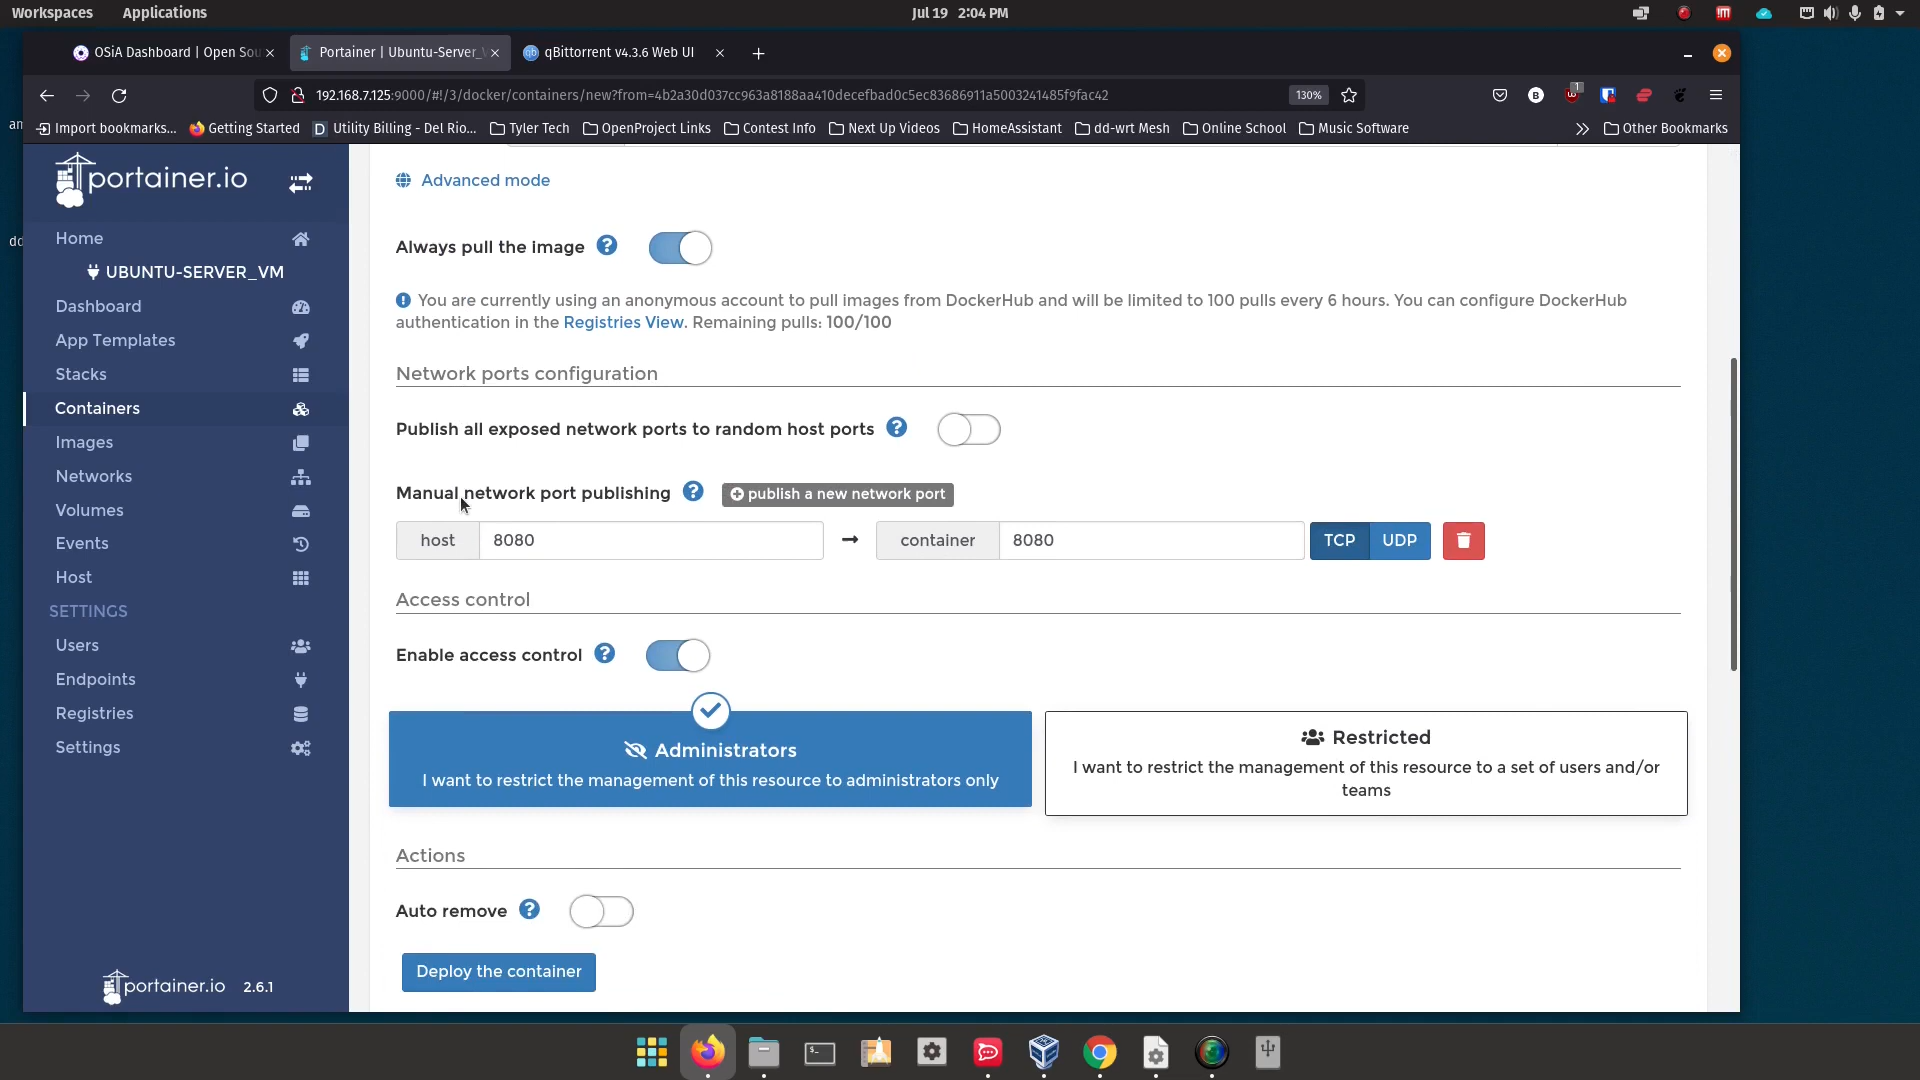 Workspaces Applications Jul 19 2:04 PM
OSiA Dashboard | Open Sou
Portainer | Ubuntu-Server_V
qBittorrent v4.3.6 Web UI
192.168.7.125:9000/#!/3/docker/containers/new?from=4b2a30d037cc963a8188aa410decefbad0c5ec83686911a5003241485f9fac42
130%
1
Import bookmarks... Getting Started Utility Billing - Del Rio... Tyler Tech OpenProject Links Contest Info Next Up Videos HomeAssistant dd-wrt Mesh Online School Music Software Other Bookmarks
am
dd
portainer.io
Home
UBUNTU-SERVER_VM
Dashboard
App Templates
Stacks
Containers
Images
Networks
Volumes
Events
Host
SETTINGS
Users
Endpoints
Registries
Settings
portainer.io 2.6.1
Advanced mode
Always pull the image
You are currently using an anonymous account to pull images from DockerHub and will be limited to 100 pulls every 6 hours. You can configure DockerHub
authentication in the Registries View. Remaining pulls: 100/100
Network ports configuration
Publish all exposed network ports to random host ports
Manual network port publishing publish a new network port
host 8080 → container 8080 TCP UDP
Access control
Enable access control
Administrators
I want to restrict the management of this resource to administrators only
Restricted
I want to restrict the management of this resource to a set of users and/or
teams
Actions
Auto remove
Deploy the container